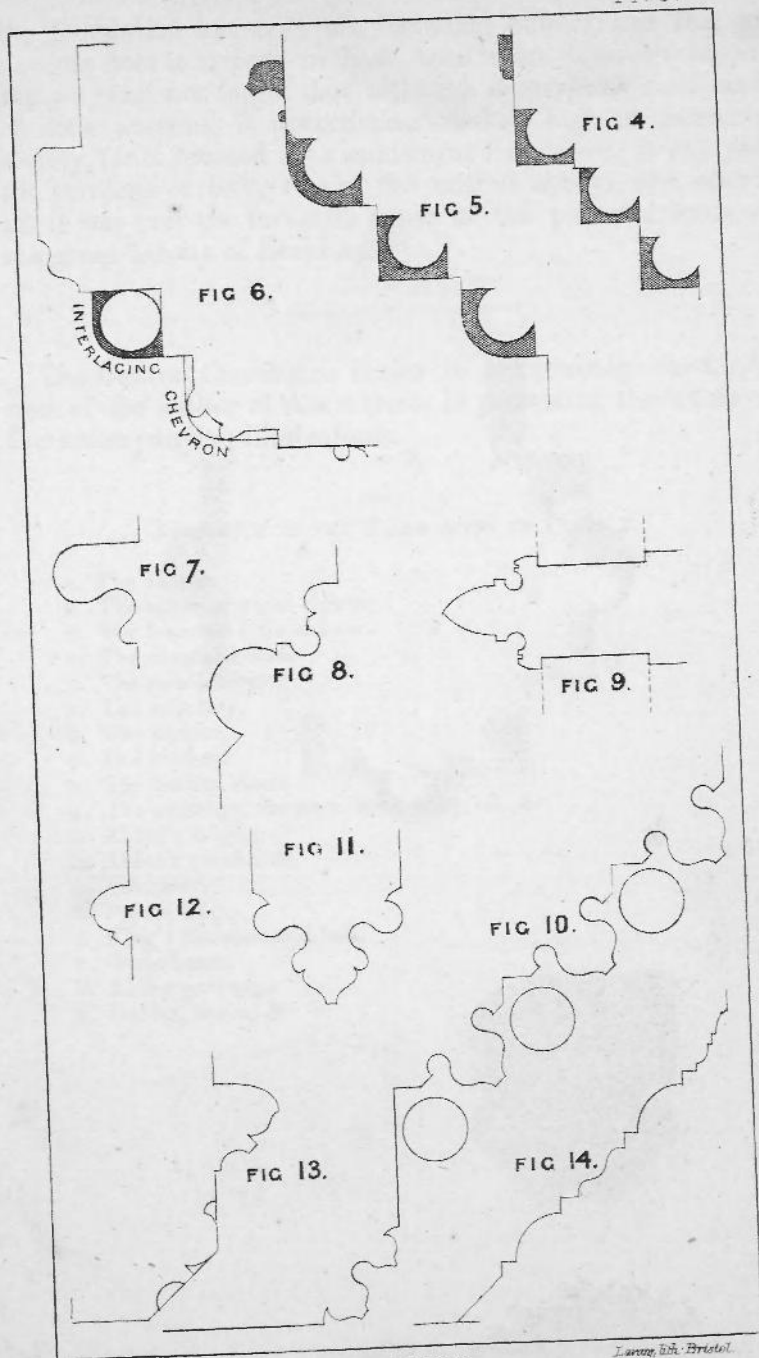 FIG 4.
FIG 5.
FIG 6.
INTERLACING
CHEVRON
FIG 7.
FIG 8.
FIG 9.
FIG 11.
FIG 12.
FIG 10.
FIG 13.
FIG 14.
lith. Bristol.